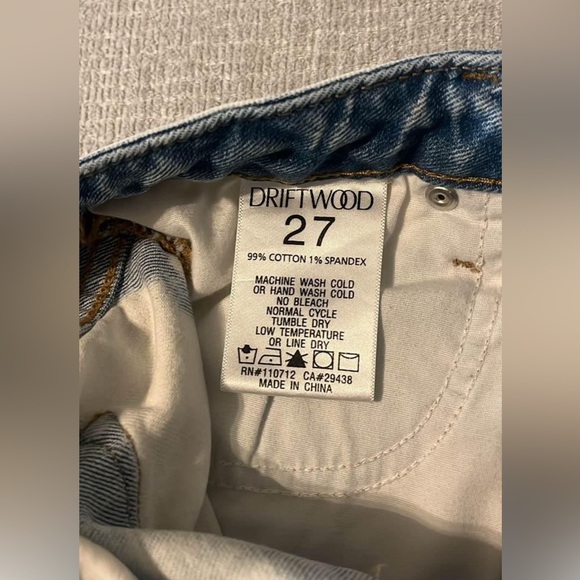 DRIFTWOOD
27
99% COTTON 1% SPANDEX
MACHINE WASH COLD
OR HAND WASH COLD
NO BLEACH
NORMAL CYCLE
TUMBLE DRY
LOW TEMPERATURE
OR LINE DRY
RN#110712 CA#29438
MADE IN CHINA